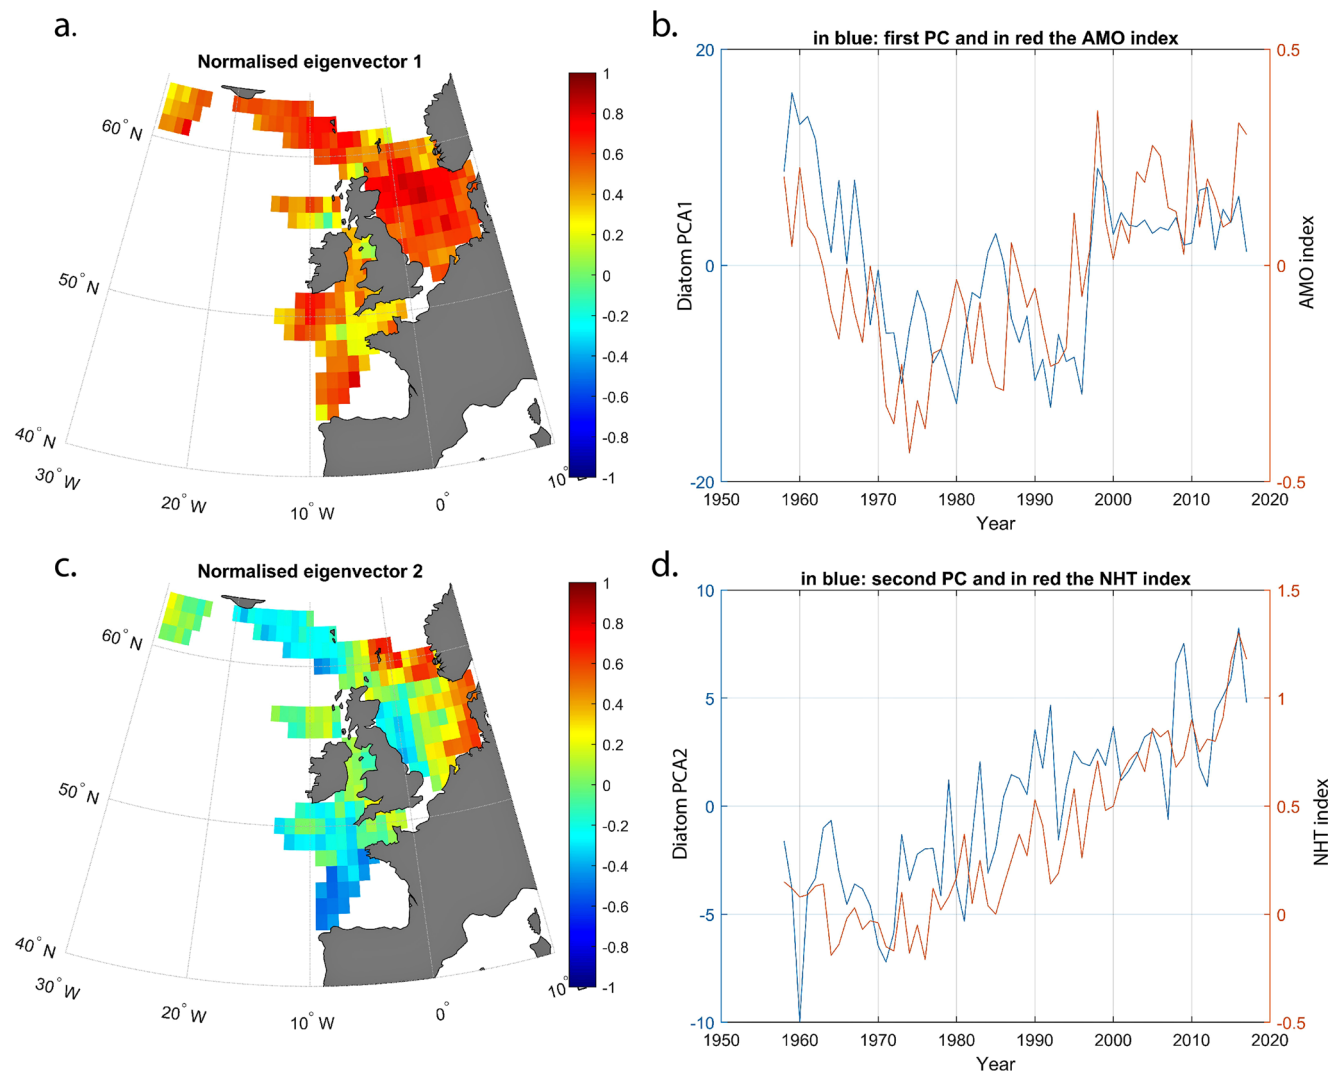 a.
Normalised eigenvector 1
60° N
50° N
40° N
30° W
20° W
10° W
0°
10°
1
0.8
0.6
0.4
0.2
0
-0.2
-0.4
-0.6
-0.8
-1
b.
in blue: first PC and in red the AMO index
20
0
-20
Diatom PCA1
0.5
0
-0.5
AMO index
1950
1960
1970
1980
1990
2000
2010
2020
Year
c.
Normalised eigenvector 2
60° N
50° N
40° N
30° W
20° W
10° W
0°
10°
1
0.8
0.6
0.4
0.2
0
-0.2
-0.4
-0.6
-0.8
-1
d.
in blue: second PC and in red the NHT index
10
5
0
-5
-10
Diatom PCA2
1.5
1
0.5
0
-0.5
NHT index
1950
1960
1970
1980
1990
2000
2010
2020
Year